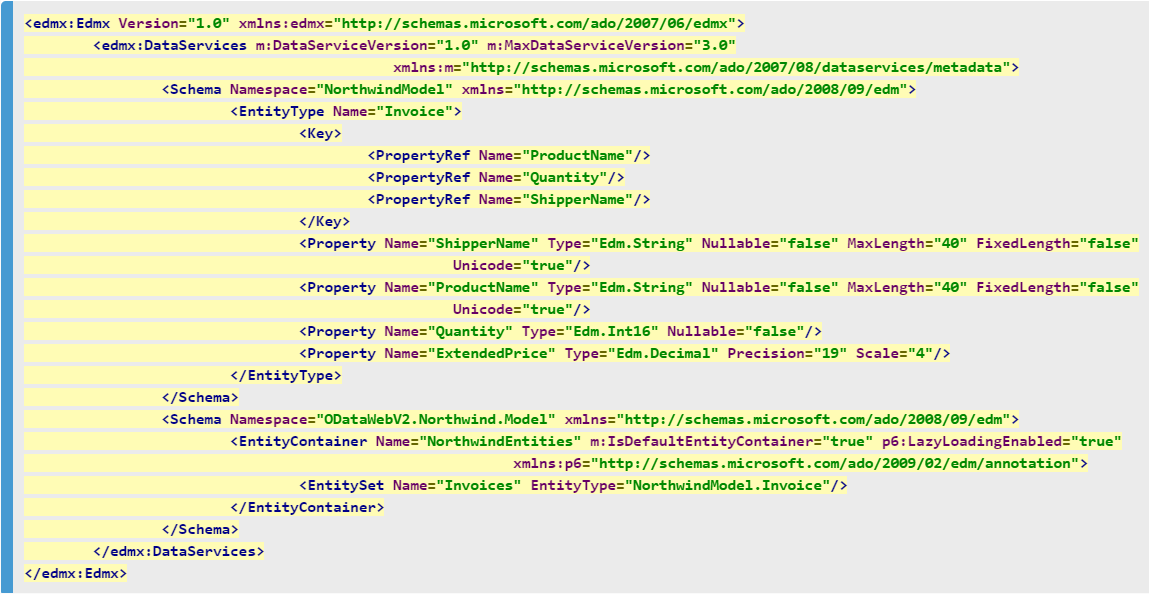 <edmx:Edmx Version="1.0" xmlns:edmx="http://schemas.microsoft.com/ado/2007/06/edmx">
<edmx:DataServices m:DataServiceVersion="1.0" m:MaxDataServiceVersion="3.0"
xmlns:m="http://schemas.microsoft.com/ado/2007/08/dataservices/metadata">
<Schema Namespace="NorthwindModel" xmlns="http://schemas.microsoft.com/ado/2008/09/edm">
<EntityType Name="Invoice">
<Key>
<PropertyRef Name="ProductName"/>
<PropertyRef Name="Quantity"/>
<PropertyRef Name="ShipperName"/>
</Key>
<Property Name="ShipperName" Type="Edm.String" Nullable="false" MaxLength="40" FixedLength="false"
Unicode="true"/>
<Property Name="ProductName" Type="Edm.String" Nullable="false" MaxLength="40" FixedLength="false"
Unicode="true"/>
<Property Name="Quantity" Type="Edm.Int16" Nullable="false"/>
<Property Name="ExtendedPrice" Type="Edm.Decimal" Precision="19" Scale="4"/>
</EntityType>
</Schema>
<Schema Namespace="ODataWebV2.Northwind.Model" xmlns="http://schemas.microsoft.com/ado/2008/09/edm">
<EntityContainer Name="NorthwindEntities" m:IsDefaultEntityContainer="true" p6:LazyLoadingEnabled="true"
xmlns:p6="http://schemas.microsoft.com/ado/2009/02/edm/annotation">
<EntitySet Name="Invoices" EntityType="NorthwindModel.Invoice"/>
</EntityContainer>
</Schema>
</edmx:DataServices>
</edmx:Edmx>